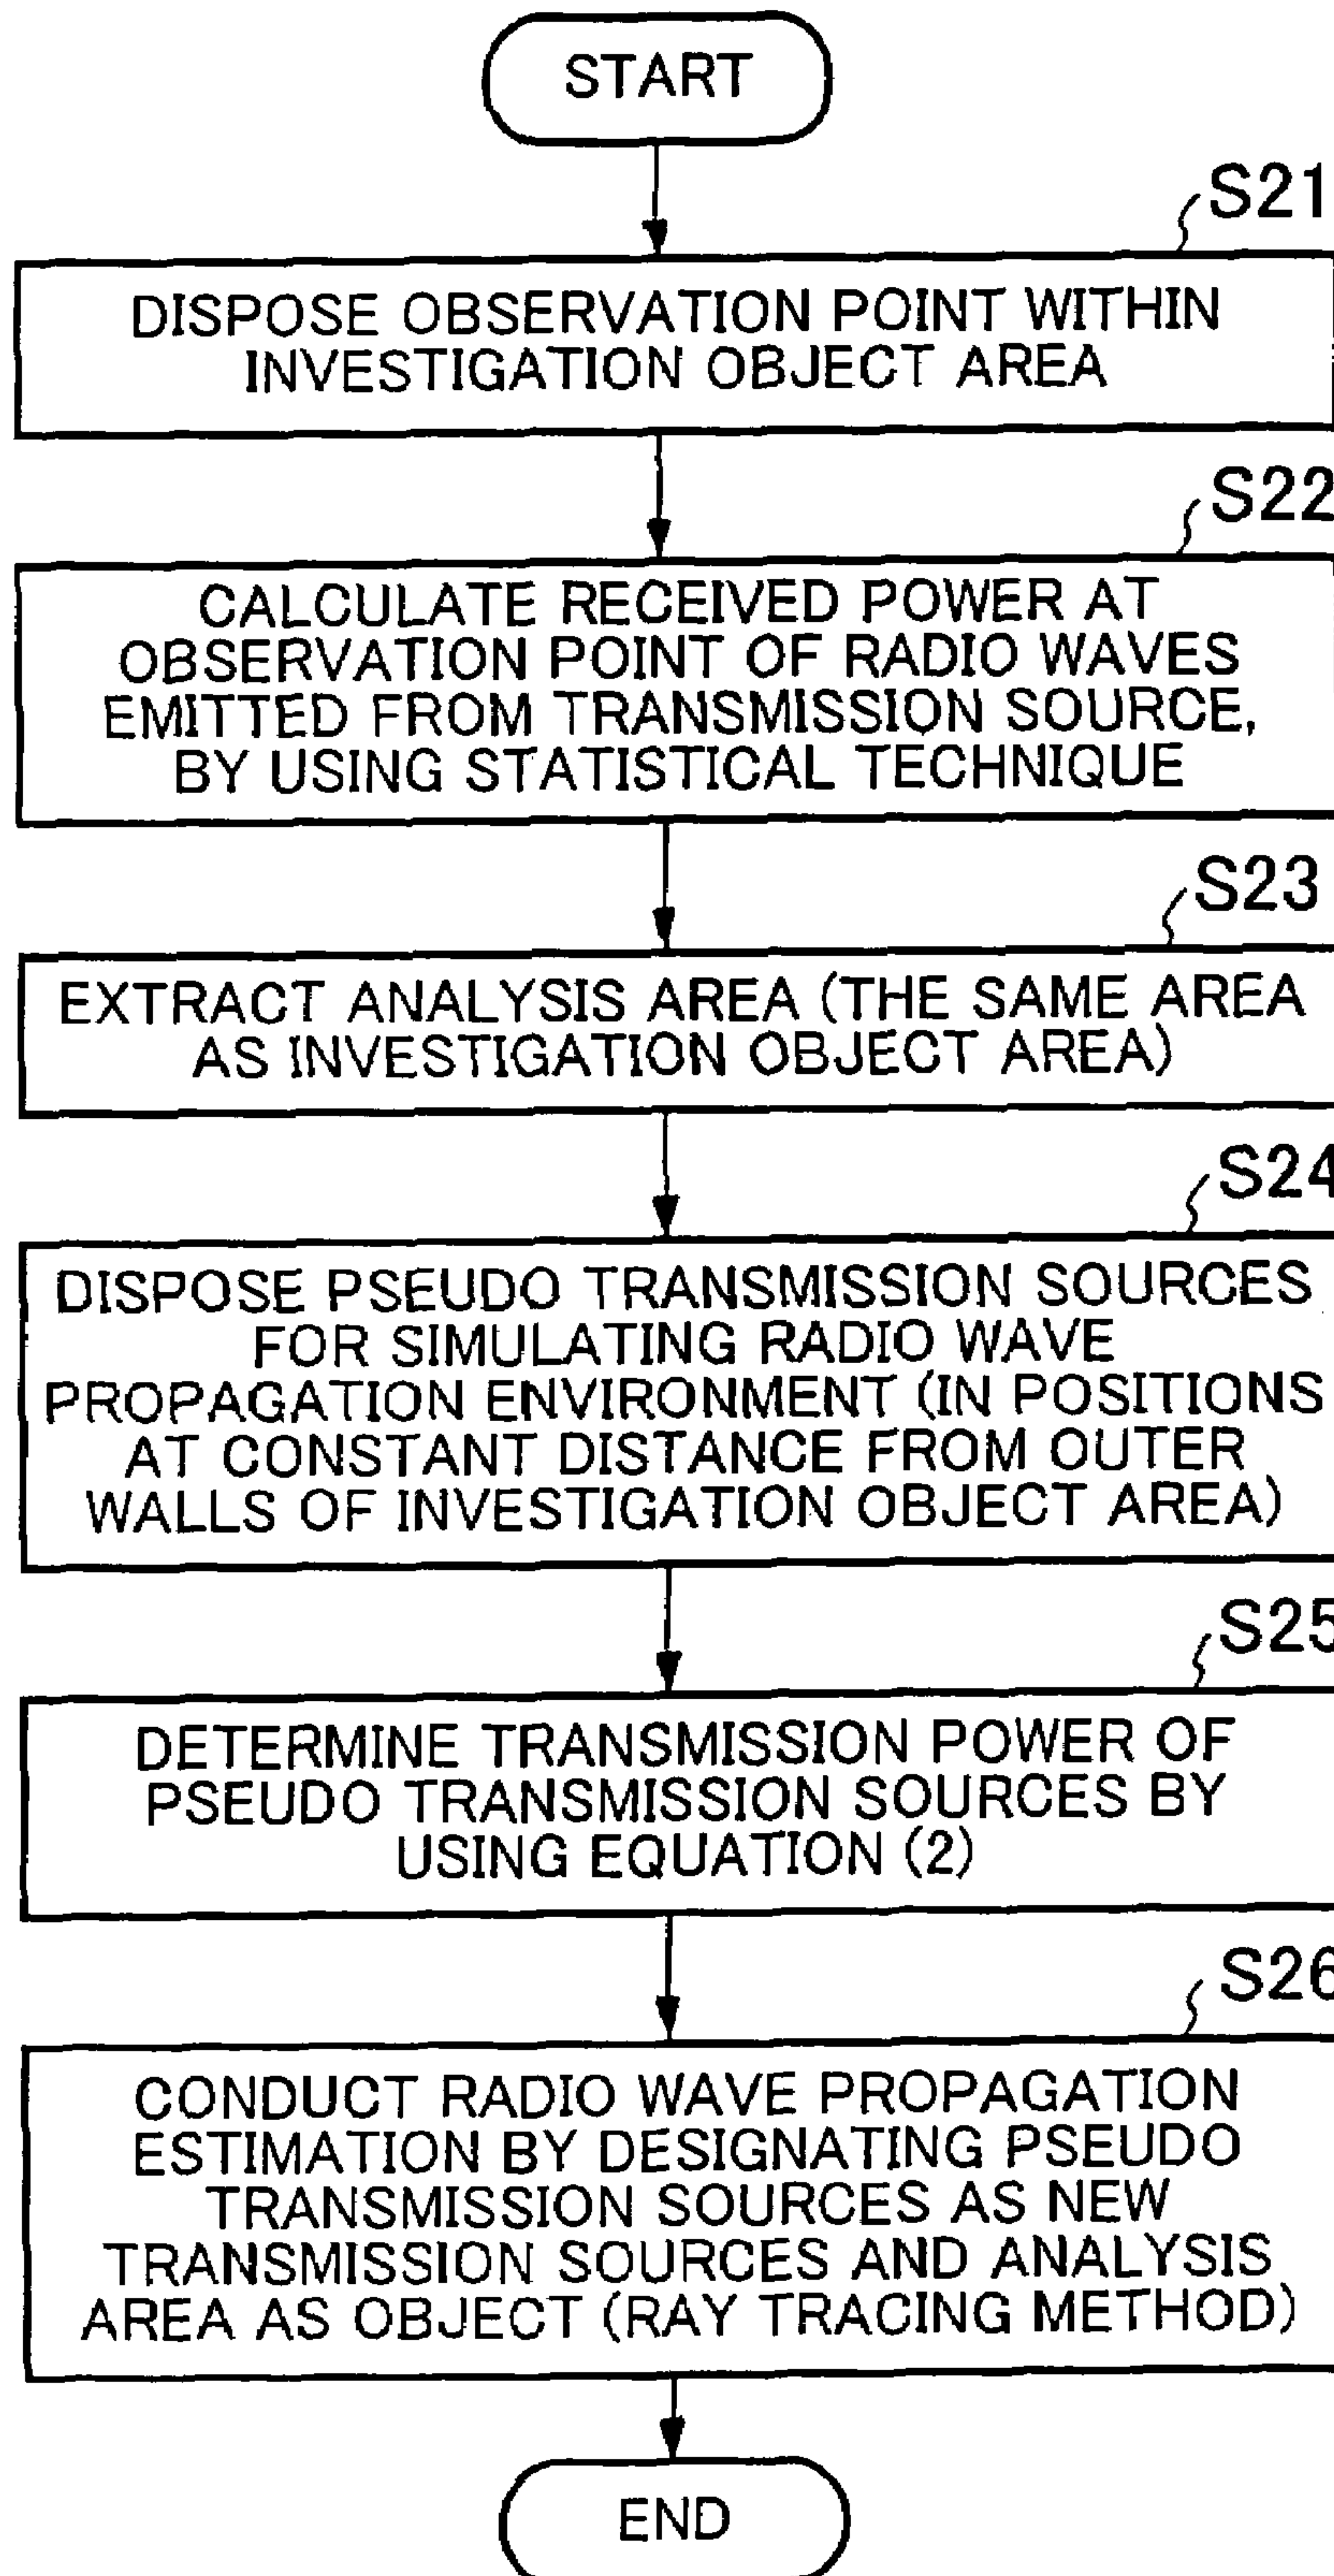 START
S21
DISPOSE OBSERVATION POINT WITHIN
INVESTIGATION OBJECT AREA
S22
CALCULATE RECEIVED POWER AT
OBSERVATION POINT OF RADIO WAVES
EMITTED FROM TRANSMISSION SOURCE,
BY USING STATISTICAL TECHNIQUE
S23
EXTRACT ANALYSIS AREA (THE SAME AREA
AS INVESTIGATION OBJECT AREA)
S24
DISPOSE PSEUDO TRANSMISSION SOURCES
FOR SIMULATING RADIO WAVE
PROPAGATION ENVIRONMENT (IN POSITIONS
AT CONSTANT DISTANCE FROM OUTER
WALLS OF INVESTIGATION OBJECT AREA)
S25
DETERMINE TRANSMISSION POWER OF
PSEUDO TRANSMISSION SOURCES BY
USING EQUATION (2)
S26
CONDUCT RADIO WAVE PROPAGATION
ESTIMATION BY DESIGNATING PSEUDO
TRANSMISSION SOURCES AS NEW
TRANSMISSION SOURCES AND ANALYSIS
AREA AS OBJECT (RAY TRACING METHOD)
END